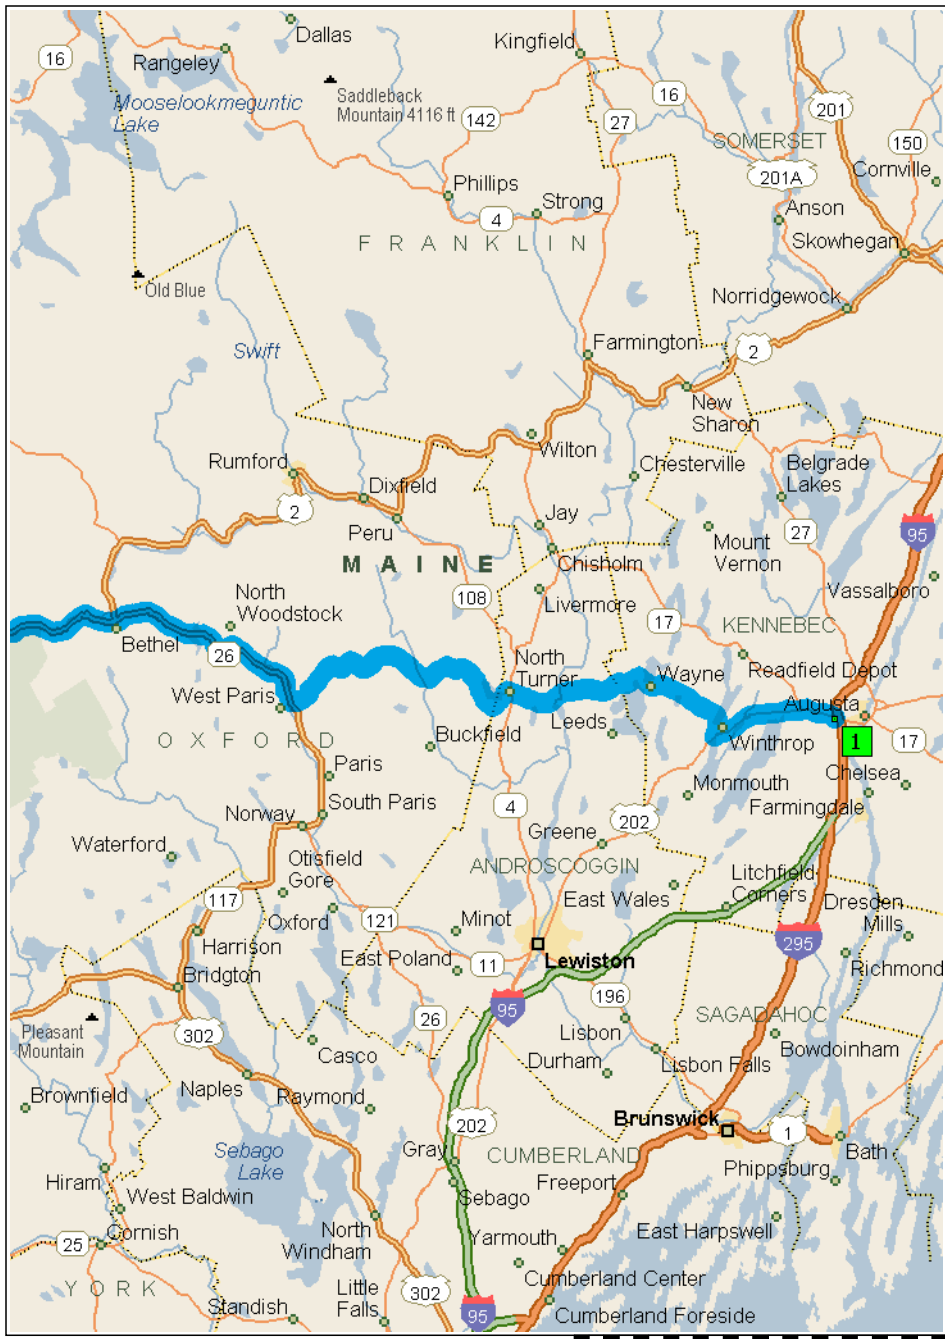 Dallas
Kingfield
16
Rangeley
Saddleback
Mountain 4116 ft
16
201
Mooselookmeguntic
Lake
142
27
SOMERSET
150
Cornville
201A
Phillips
Strong
4
Anson
FRANKLIN
Skowhegan
Old Blue
Norridgewock
Swift
Farmington
2
New
Sharon
Wilton
Rumford
Chesterville
Belgrade
Lakes
Dixfield
2
Peru
Jay
Mount
Vernon
27
95
MAINE
Chisholm
Vassalboro
North
Woodstock
108
Livermore
17
KENNEBEC
Bethel
26
North
Turner
Wayne
Readfield Depot
West Paris
Augusta
Leeds
OXFORD
Buckfield
Winthrop
1
17
Paris
Monmouth
Chelsea
Norway
South Paris
4
Farmingdale
202
Greene
Waterford
Otisfield
Gore
ANDROSCOGGIN
Litchfield
Corners
117
East Wales
Oxford
121
Minot
Dresden
Mills
Harrison
295
East Poland
11
Lewiston
Richmond
Bridgton
95
196
26
SAGADAHOC
Pleasant
Mountain
302
Lisbon
Casco
Durham
Lisbon Falls
Bowdoinham
Naples
Raymond
Brownfield
202
Brunswick
1
Sebago
Lake
Gray
CUMBERLAND
Bath
Phippsburg
Hiram
Freeport
West Baldwin
Sebago
North
Windham
East Harpswell
25
Cornish
Yarmouth
YORK
Little
Falls
302
Cumberland Center
Standish
95
Cumberland Foreside